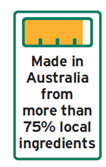 Made in
Australia
from
more than
75% local
ingredients